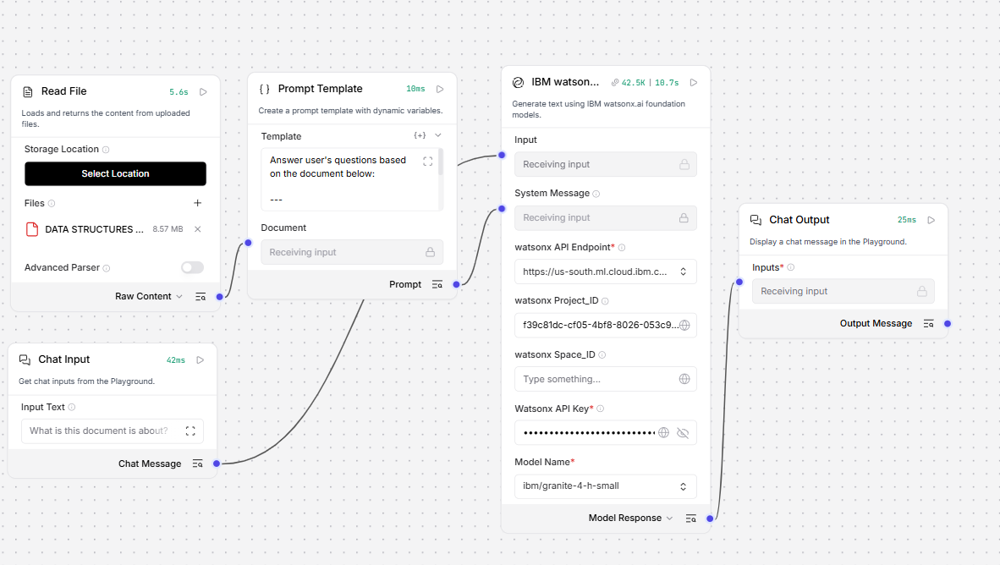 Read File
5.6s
Loads and returns the content from uploaded
files.
Storage Location
Select Location
Files
DATA STRUCTURES ...
8.57 MB
Advanced Parser
Raw Content
Chat Input
42ms
Get chat inputs from the Playground.
Input Text
What is this document is about?
Chat Message
{ } Prompt Template
10ms
Create a prompt template with dynamic variables.
Template
{+}
Answer user's questions based
on the document below:
---
Document
Receiving input
Prompt
IBM watson...
42.5K | 10.7s
Generate text using IBM watsonx.ai foundation
models.
Input
Receiving input
System Message
Receiving input
watsonx API Endpoint*
https://us-south.ml.cloud.ibm.c...
watsonx Project_ID
f39c81dc-cf05-4bf8-8026-053c9...
watsonx Space_ID
Type something...
Watsonx API Key*
Model Name*
ibm/granite-4-h-small
Model Response
Chat Output
25ms
Display a chat message in the Playground.
Inputs*
Receiving input
Output Message